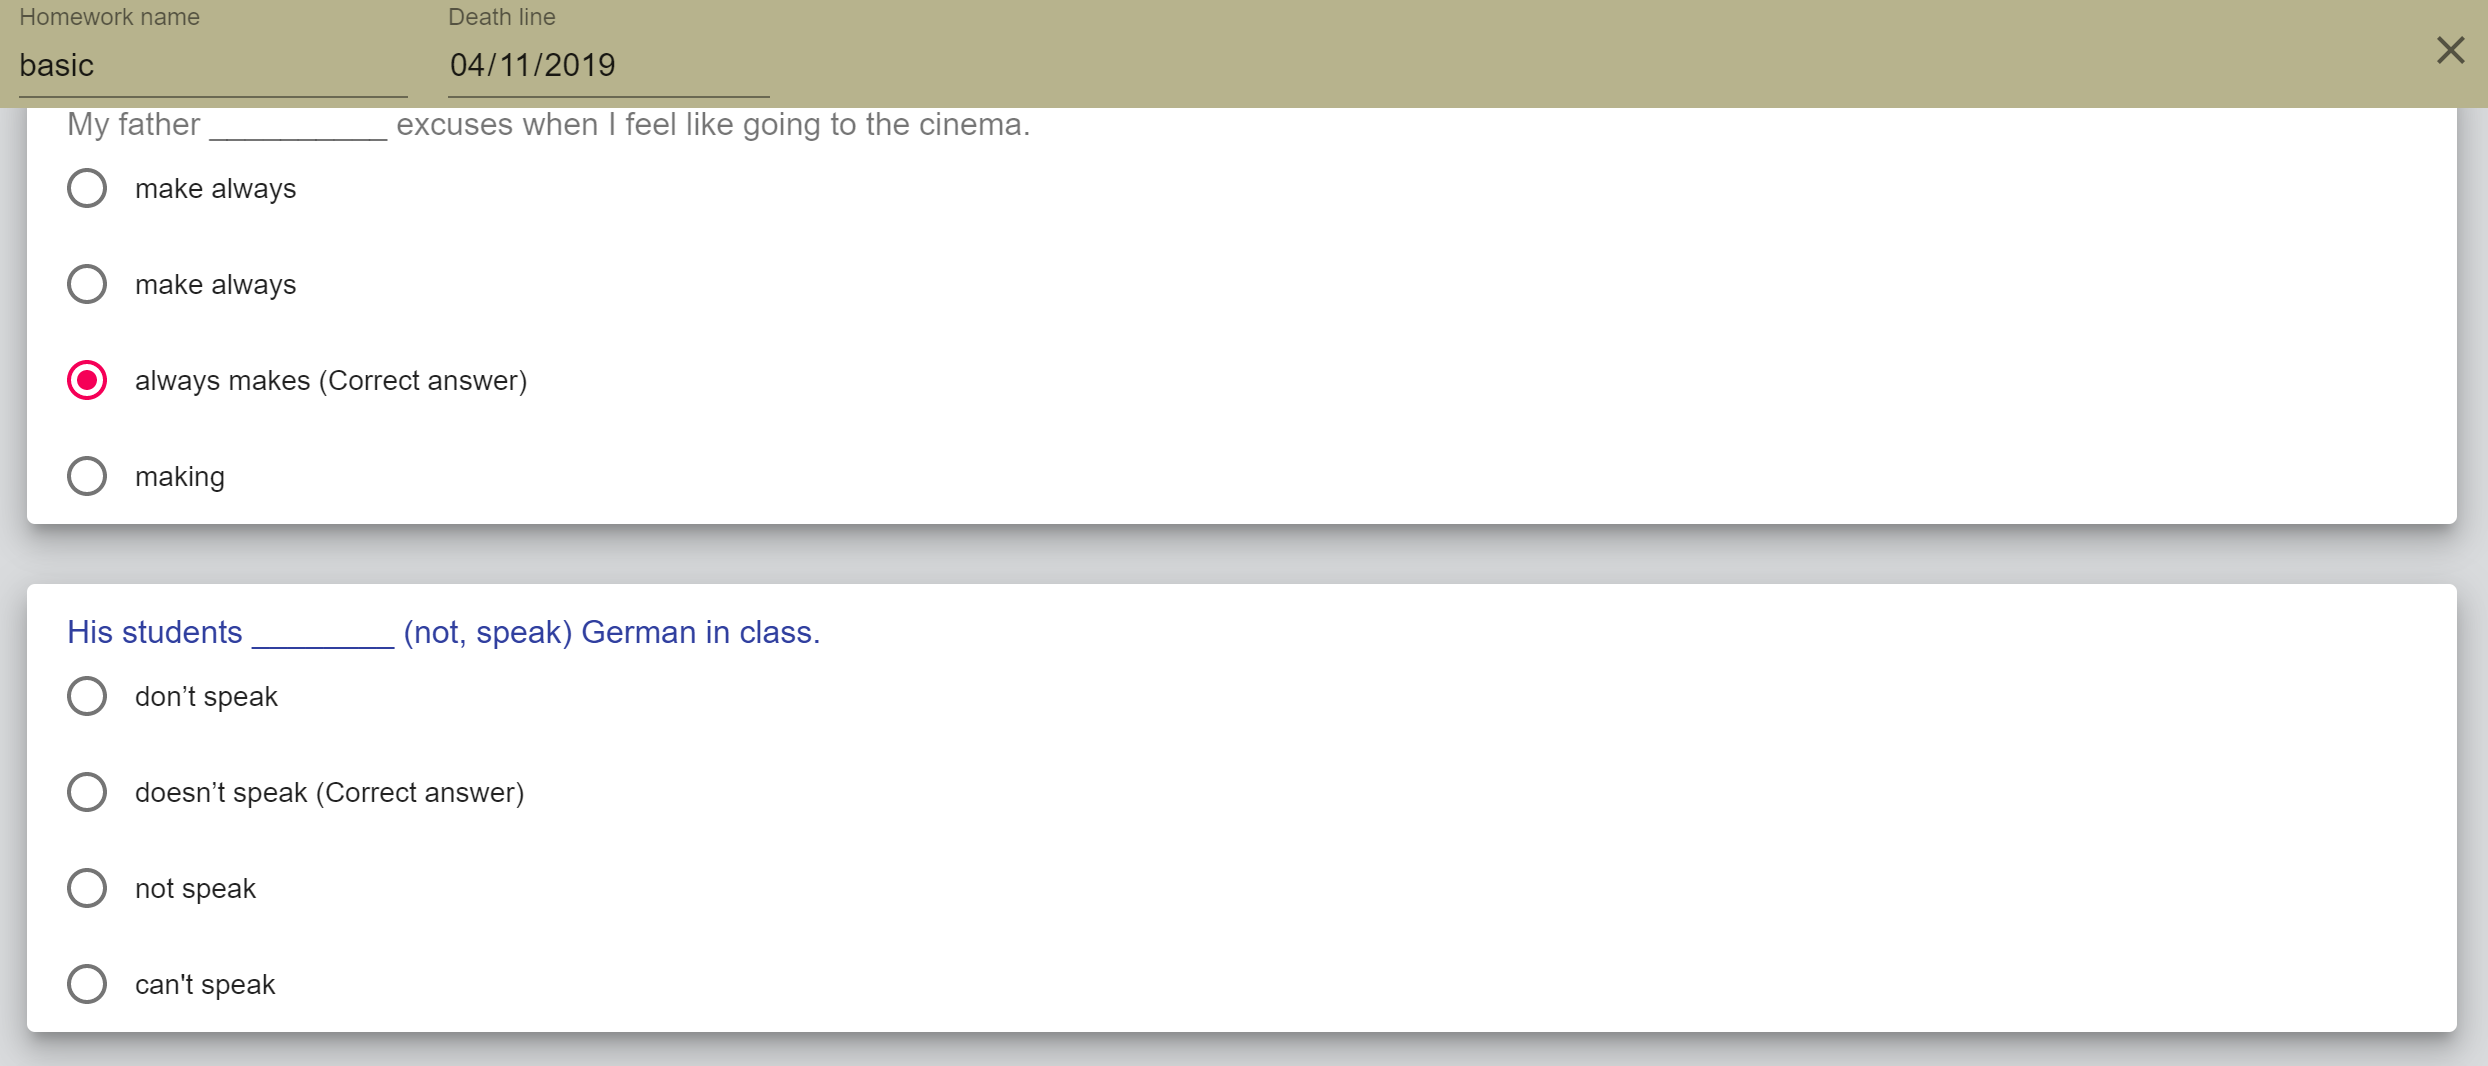 Homework name
Death line
basic
04/11/2019
My father __________ excuses when I feel like going to the cinema.
make always
make always
always makes (Correct answer)
making
His students ________ (not, speak) German in class.
don’t speak
doesn’t speak (Correct answer)
not speak
can't speak